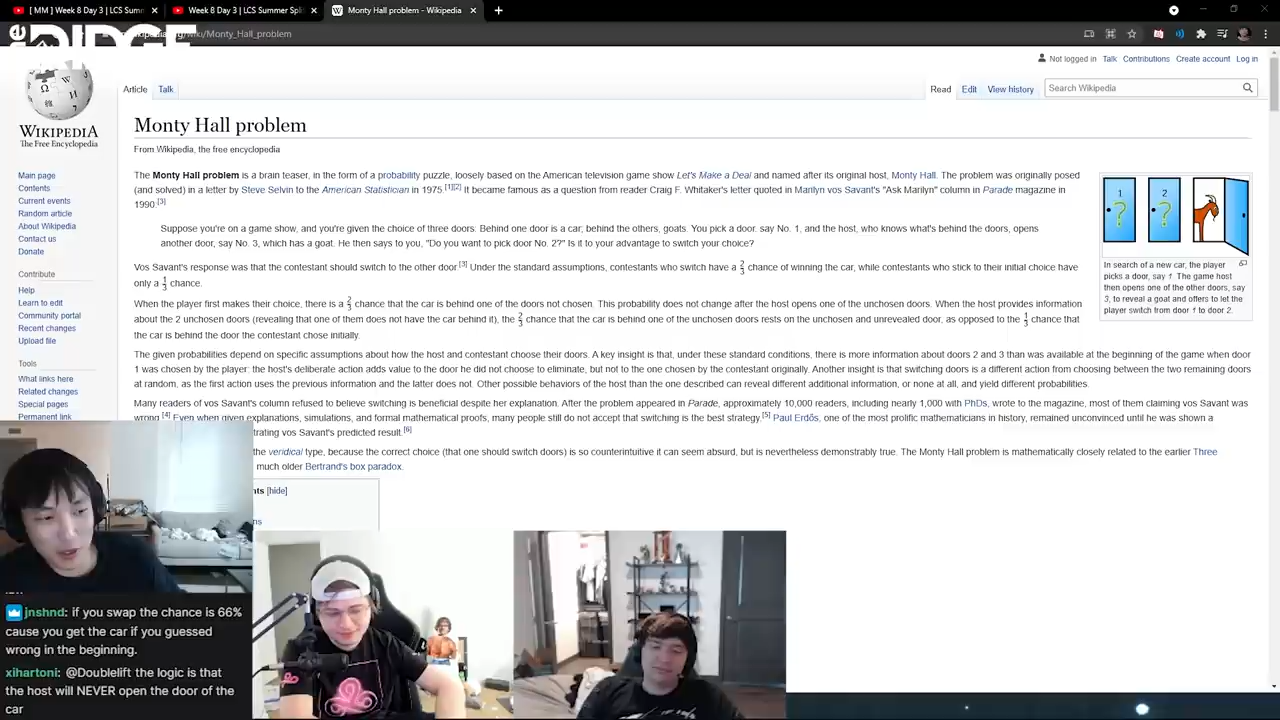 [ MM ] Week 8 Day 3 | LCS Summ
Week 8 Day 3 | LCS Summer Split
Monty Hall problem - Wikipedia
/wiki/Monty_Hall_problem
Not logged in Talk Contributions Create account Log in
Article Talk Read Edit View history Search Wikipedia
WIKIPEDIA
The Free Encyclopedia
Main page
Contents
Current events
Random article
About Wikipedia
Contact us
Donate
Contribute
Help
Learn to edit
Community portal
Recent changes
Upload file
Tools
What links here
Related changes
Special pages
Permanent link
Monty Hall problem
From Wikipedia, the free encyclopedia
The Monty Hall problem is a brain teaser, in the form of a probability puzzle, loosely based on the American television game show Let's Make a Deal and named after its original host, Monty Hall. The problem was originally posed
(and solved) in a letter by Steve Selvin to the American Statistician in 1975.[1][2] It became famous as a question from reader Craig F. Whitaker's letter quoted in Marilyn vos Savant's "Ask Marilyn" column in Parade magazine in
1990.[3]
Suppose you're on a game show, and you're given the choice of three doors: Behind one door is a car; behind the others, goats. You pick a door, say No. 1, and the host, who knows what's behind the doors, opens
another door, say No. 3, which has a goat. He then says to you, "Do you want to pick door No. 2?" Is it to your advantage to switch your choice?
Vos Savant's response was that the contestant should switch to the other door.[3] Under the standard assumptions, contestants who switch have a 2/3 chance of winning the car, while contestants who stick to their initial choice have
only a 1/3 chance.
When the player first makes their choice, there is a 2/3 chance that the car is behind one of the doors not chosen. This probability does not change after the host opens one of the unchosen doors. When the host provides information
about the 2 unchosen doors (revealing that one of them does not have the car behind it), the 2/3 chance that the car is behind one of the unchosen doors rests on the unchosen and unrevealed door, as opposed to the 1/3 chance that
the car is behind the door the contestant chose initially.
The given probabilities depend on specific assumptions about how the host and contestant choose their doors. A key insight is that, under these standard conditions, there is more information about doors 2 and 3 than was available at the beginning of the game when door
1 was chosen by the player: the host's deliberate action adds value to the door he did not choose to eliminate, but not to the one chosen by the contestant originally. Another insight is that switching doors is a different action from choosing between the two remaining doors
at random, as the first action uses the previous information and the latter does not. Other possible behaviors of the host than the one described can reveal different additional information, or none at all, and yield different probabilities.
Many readers of vos Savant's column refused to believe switching is beneficial despite her explanation. After the problem appeared in Parade, approximately 10,000 readers, including nearly 1,000 with PhDs, wrote to the magazine, most of them claiming vos Savant was
wrong.[4] Even when given explanations, simulations, and formal mathematical proofs, many people still do not accept that switching is the best strategy.[5] Paul Erdős, one of the most prolific mathematicians in history, remained unconvinced until he was shown a
trating vos Savant's predicted result.[6]
the veridical type, because the correct choice (that one should switch doors) is so counterintuitive it can seem absurd, but is nevertheless demonstrably true. The Monty Hall problem is mathematically closely related to the earlier Three
much older Bertrand's box paradox.
nts [hide]
1
2
?
?
In search of a new car, the player
picks a door, say 1. The game host
then opens one of the other doors, say
3, to reveal a goat and offers to let the
player switch from door 1 to door 2.
jnshnd: if you swap the chance is 66%
cause you get the car if you guessed
wrong in the beginning.
xihartoni: @Doublelift the logic is that
the host will NEVER open the door of the
car